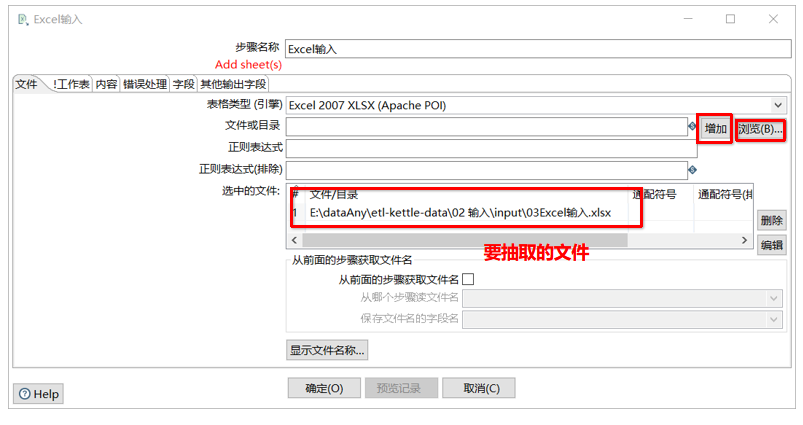 Excel输入
步骤名称 Excel输入
Add sheet(s)
文件 !工作表 内容 错误处理 字段 其他输出字段
表格类型 (引擎) Excel 2007 XLSX (Apache POI)
文件或目录 增加 浏览(B)...
正则表达式
正则表达式(排除)
选中的文件: # 文件/目录 通配符号 通配符号(排
1 E:\dataAny\etl-kettle-data\02 输入\input\03Excel输入.xlsx
删除
要抽取的文件
编辑
从前面的步骤获取文件名
从前面的步骤获取文件名
从哪个步骤读文件名
保存文件名的字段名
显示文件名称...
Help 确定(O) 预览记录 取消(C)